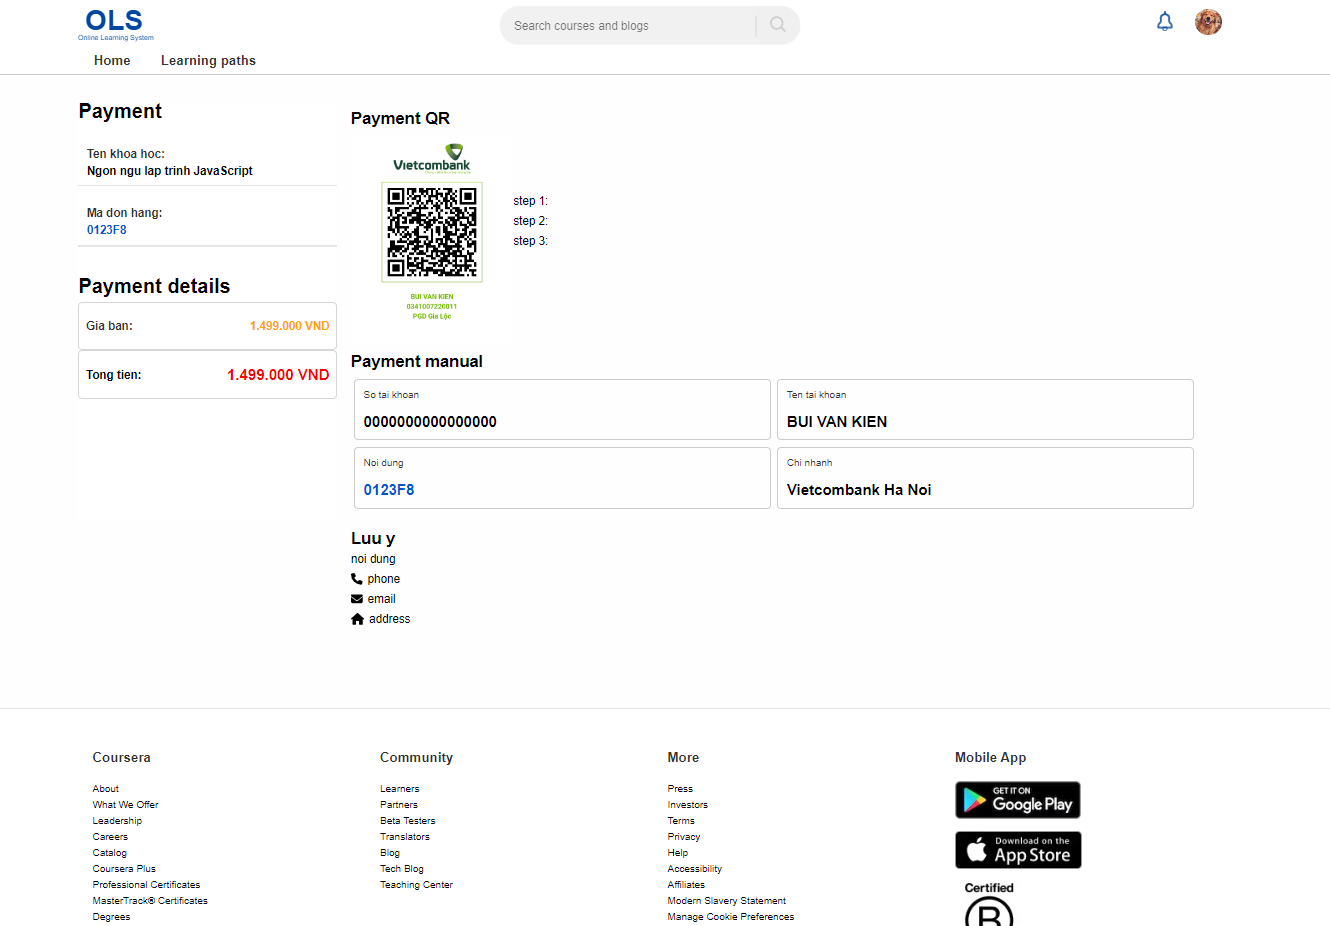 OLS
Online Learning System
Search courses and blogs
Home
Learning paths
Payment
Ten khoa hoc:
Ngon ngu lap trinh JavaScript
Ma don hang:
0123F8
Payment details
Gia ban:
1.499.000 VND
Tong tien:
1.499.000 VND
Payment QR
Vietcombank
BUI VAN KIEN
0341007220011
PGD Gia Lộc
step 1:
step 2:
step 3:
Payment manual
So tai khoan
0000000000000000
Ten tai khoan
BUI VAN KIEN
Noi dung
0123F8
Chi nhanh
Vietcombank Ha Noi
Luu y
noi dung
phone
email
address
Coursera
About
What We Offer
Leadership
Careers
Catalog
Coursera Plus
Professional Certificates
MasterTrack® Certificates
Degrees
Community
Learners
Partners
Beta Testers
Translators
Blog
Tech Blog
Teaching Center
More
Press
Investors
Terms
Privacy
Help
Accessibility
Affiliates
Modern Slavery Statement
Manage Cookie Preferences
Mobile App
GET IT ON
Google Play
Download on the
App Store
Certified
B